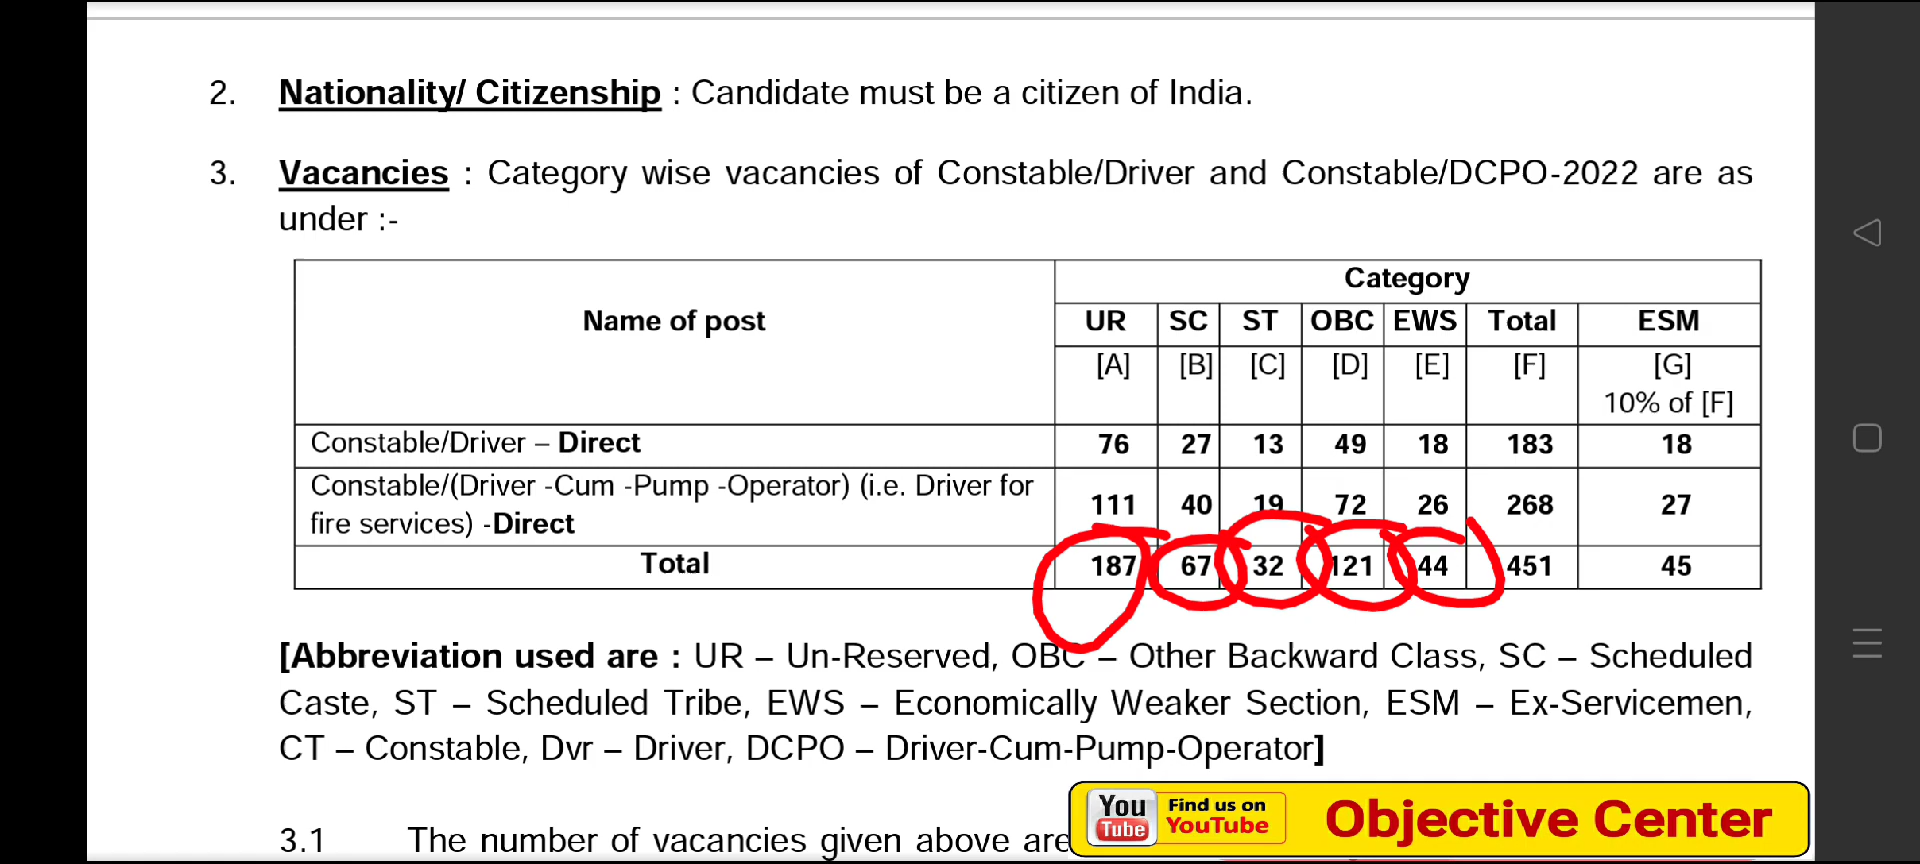 2. Nationality/ Citizenship : Candidate must be a citizen of India.
3. Vacancies : Category wise vacancies of Constable/Driver and Constable/DCPO-2022 are as
under :-
Name of post Category
UR SC ST OBC EWS Total ESM
[A] [B] [C] [D] [E] [F] [G]
10% of [F]
Constable/Driver – Direct 76 27 13 49 18 183 18
Constable/(Driver -Cum -Pump -Operator) (i.e. Driver for
fire services) -Direct 111 40 19 72 26 268 27
Total 187 67 32 121 44 451 45
[Abbreviation used are : UR – Un-Reserved, OBC – Other Backward Class, SC – Scheduled
Caste, ST – Scheduled Tribe, EWS – Economically Weaker Section, ESM – Ex-Servicemen,
CT – Constable, Dvr – Driver, DCPO – Driver-Cum-Pump-Operator]
3.1 The number of vacancies given above are
You Tube Find us on YouTube Objective Center